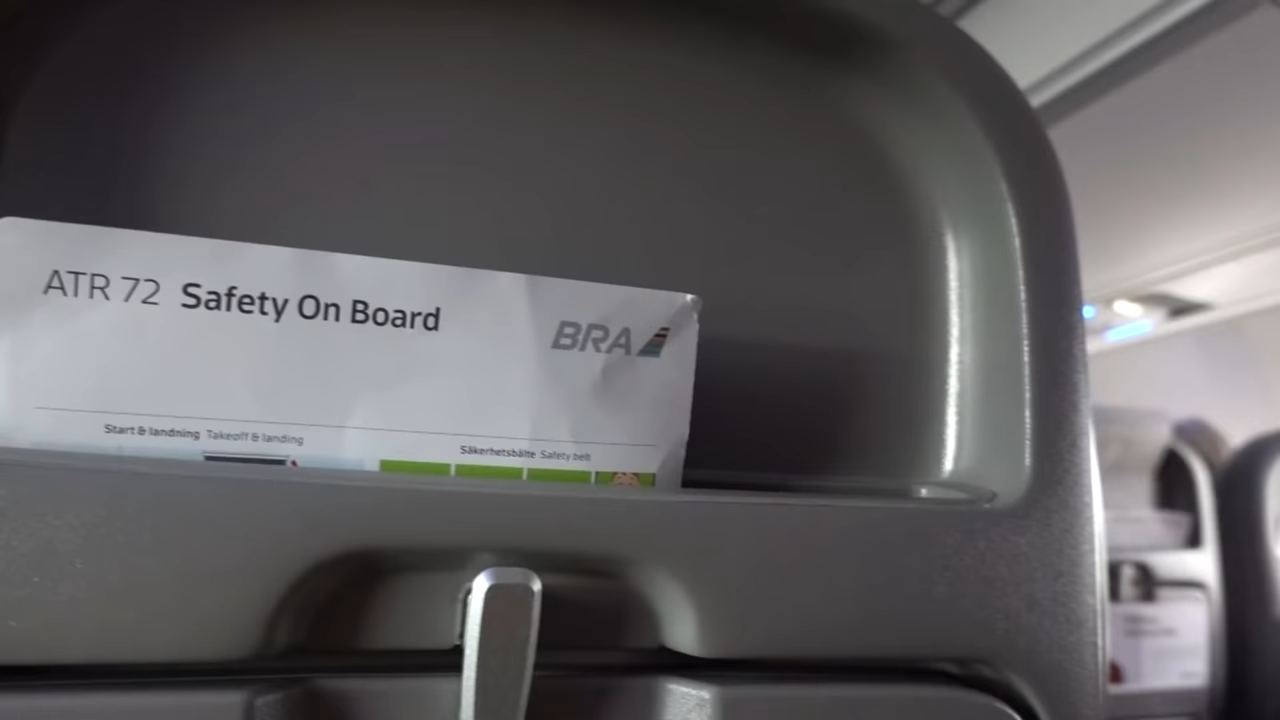 ATR 72 Safety On Board
BRA
Start & landning Takeoff & landing
Säkerhetsbälte Safety belt